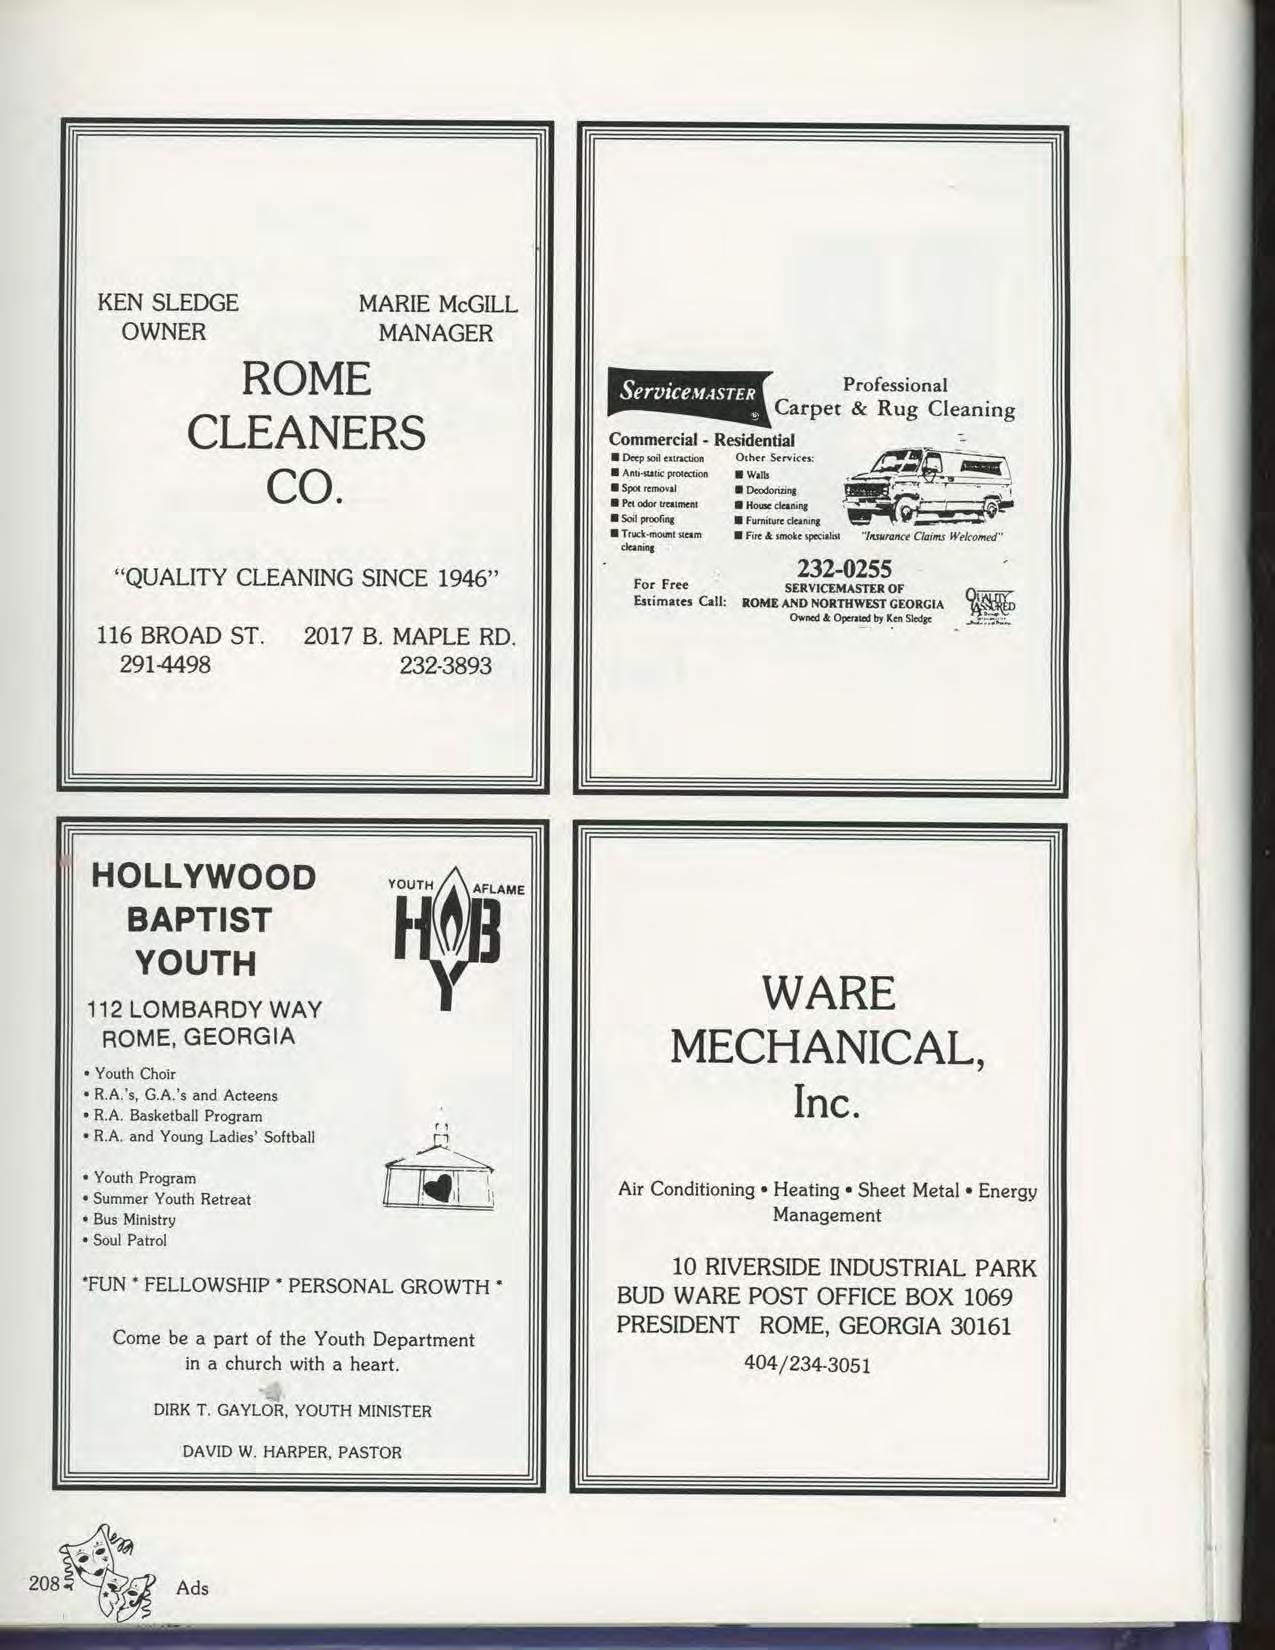 KEN SLEDGE MARIE McGILL
OWNER MANAGER
ROME
CLEANERS
CO.
“QUALITY CLEANING SINCE 1946”
116 BROAD ST. 2017 B. MAPLE RD.
291-4498 232-3893
ServiceMASTER
Professional
Carpet & Rug Cleaning
Commercial - Residential
■ Deep soil extraction
■ Anti-static protection
■ Spot removal
■ Pet odor treatment
■ Soil proofing
■ Truck-mount steam
cleaning
Other Services:
■ Walls
■ Deodorizing
■ House cleaning
■ Furniture cleaning
■ Fire & smoke specialist
"Insurance Claims Welcomed"
For Free
Estimates Call:
232-0255
SERVICEMASTER OF
ROME AND NORTHWEST GEORGIA
Owned & Operated by Ken Sledge
QUALITY
ASSURED
HOLLYWOOD
BAPTIST
YOUTH
YOUTH AFLAME
H B
Y
112 LOMBARDY WAY
ROME, GEORGIA
• Youth Choir
• R.A.'s, G.A.'s and Acteens
• R.A. Basketball Program
• R.A. and Young Ladies' Softball
• Youth Program
• Summer Youth Retreat
• Bus Ministry
• Soul Patrol
*FUN * FELLOWSHIP * PERSONAL GROWTH *
Come be a part of the Youth Department
in a church with a heart.
DIRK T. GAYLOR, YOUTH MINISTER
DAVID W. HARPER, PASTOR
WARE
MECHANICAL,
Inc.
Air Conditioning • Heating • Sheet Metal • Energy
Management
10 RIVERSIDE INDUSTRIAL PARK
BUD WARE POST OFFICE BOX 1069
PRESIDENT ROME, GEORGIA 30161
404/234-3051
208 Ads